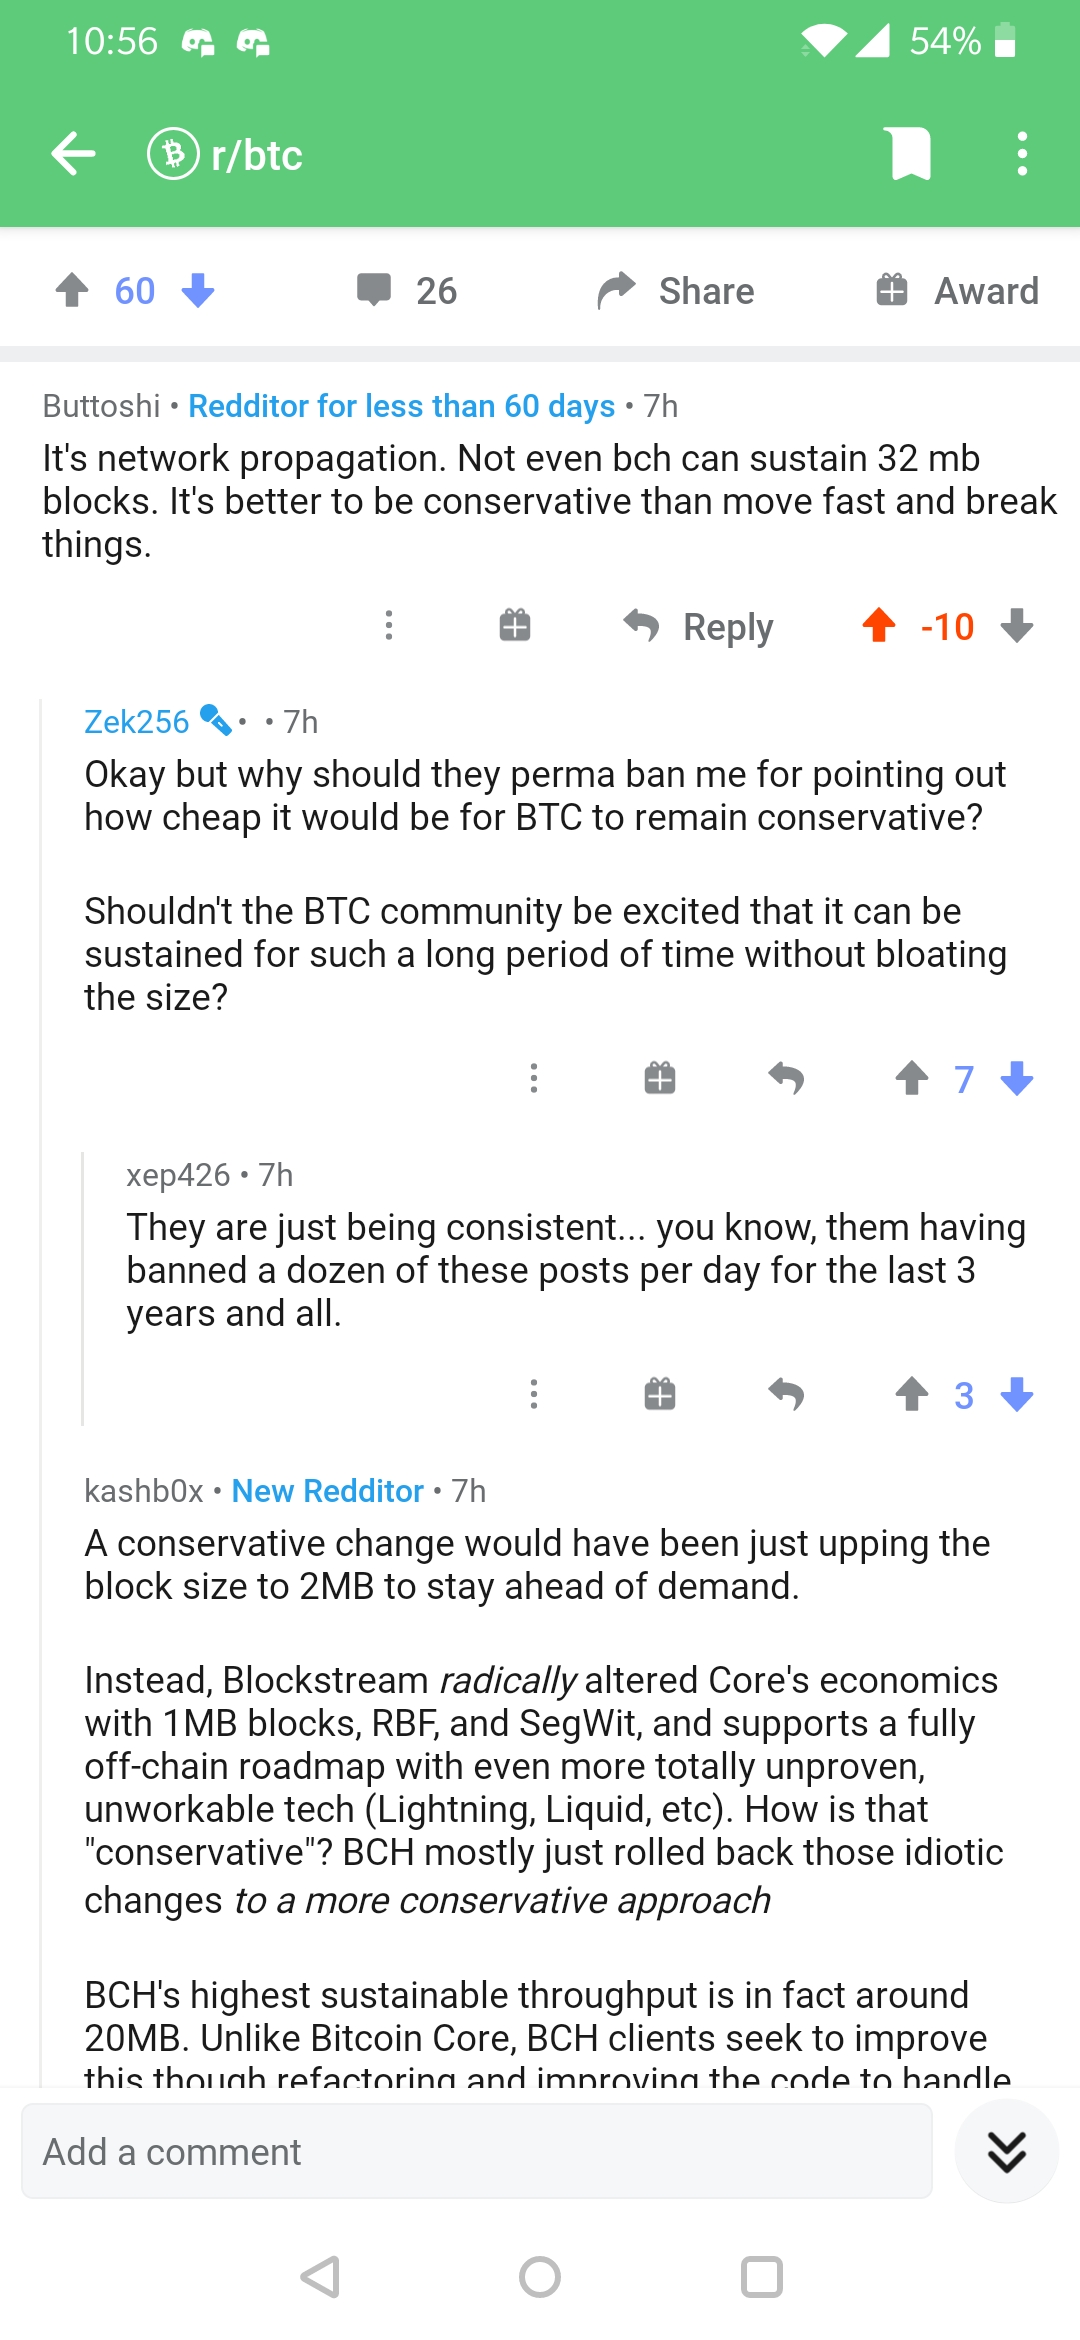 10:56
54%
r/btc
60
26
Share
Award
Buttoshi • Redditor for less than 60 days • 7h
It's network propagation. Not even bch can sustain 32 mb
blocks. It's better to be conservative than move fast and break
things.
Reply
-10
Zek256 • • 7h
Okay but why should they perma ban me for pointing out
how cheap it would be for BTC to remain conservative?
Shouldn't the BTC community be excited that it can be
sustained for such a long period of time without bloating
the size?
7
xep426 • 7h
They are just being consistent... you know, them having
banned a dozen of these posts per day for the last 3
years and all.
3
kashb0x • New Redditor • 7h
A conservative change would have been just upping the
block size to 2MB to stay ahead of demand.
Instead, Blockstream radically altered Core's economics
with 1MB blocks, RBF, and SegWit, and supports a fully
off-chain roadmap with even more totally unproven,
unworkable tech (Lightning, Liquid, etc). How is that
"conservative"? BCH mostly just rolled back those idiotic
changes to a more conservative approach
BCH's highest sustainable throughput is in fact around
20MB. Unlike Bitcoin Core, BCH clients seek to improve
this though refactoring and improving the code to handle
Add a comment